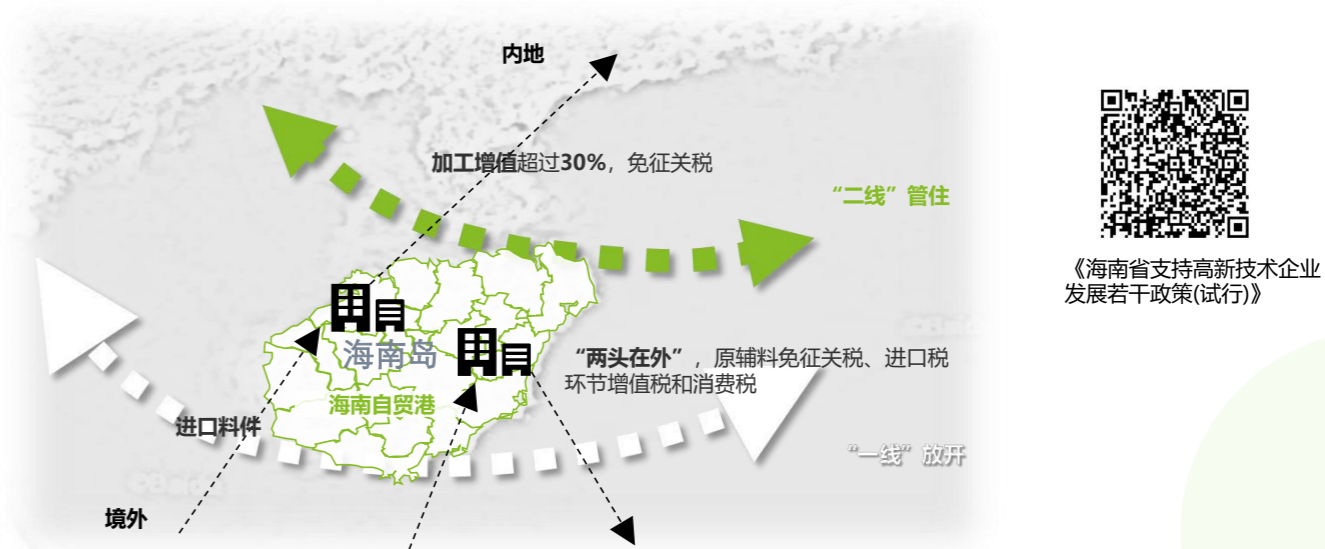 内地
加工增值超过30%，免征关税
“二线”管住
《海南省支持高新技术企业
发展若干政策(试行)》
海南岛
“两头在外”，原辅料免征关税、进口税
环节增值税和消费税
海南自贸港
进口料件
“一线”放开
境外